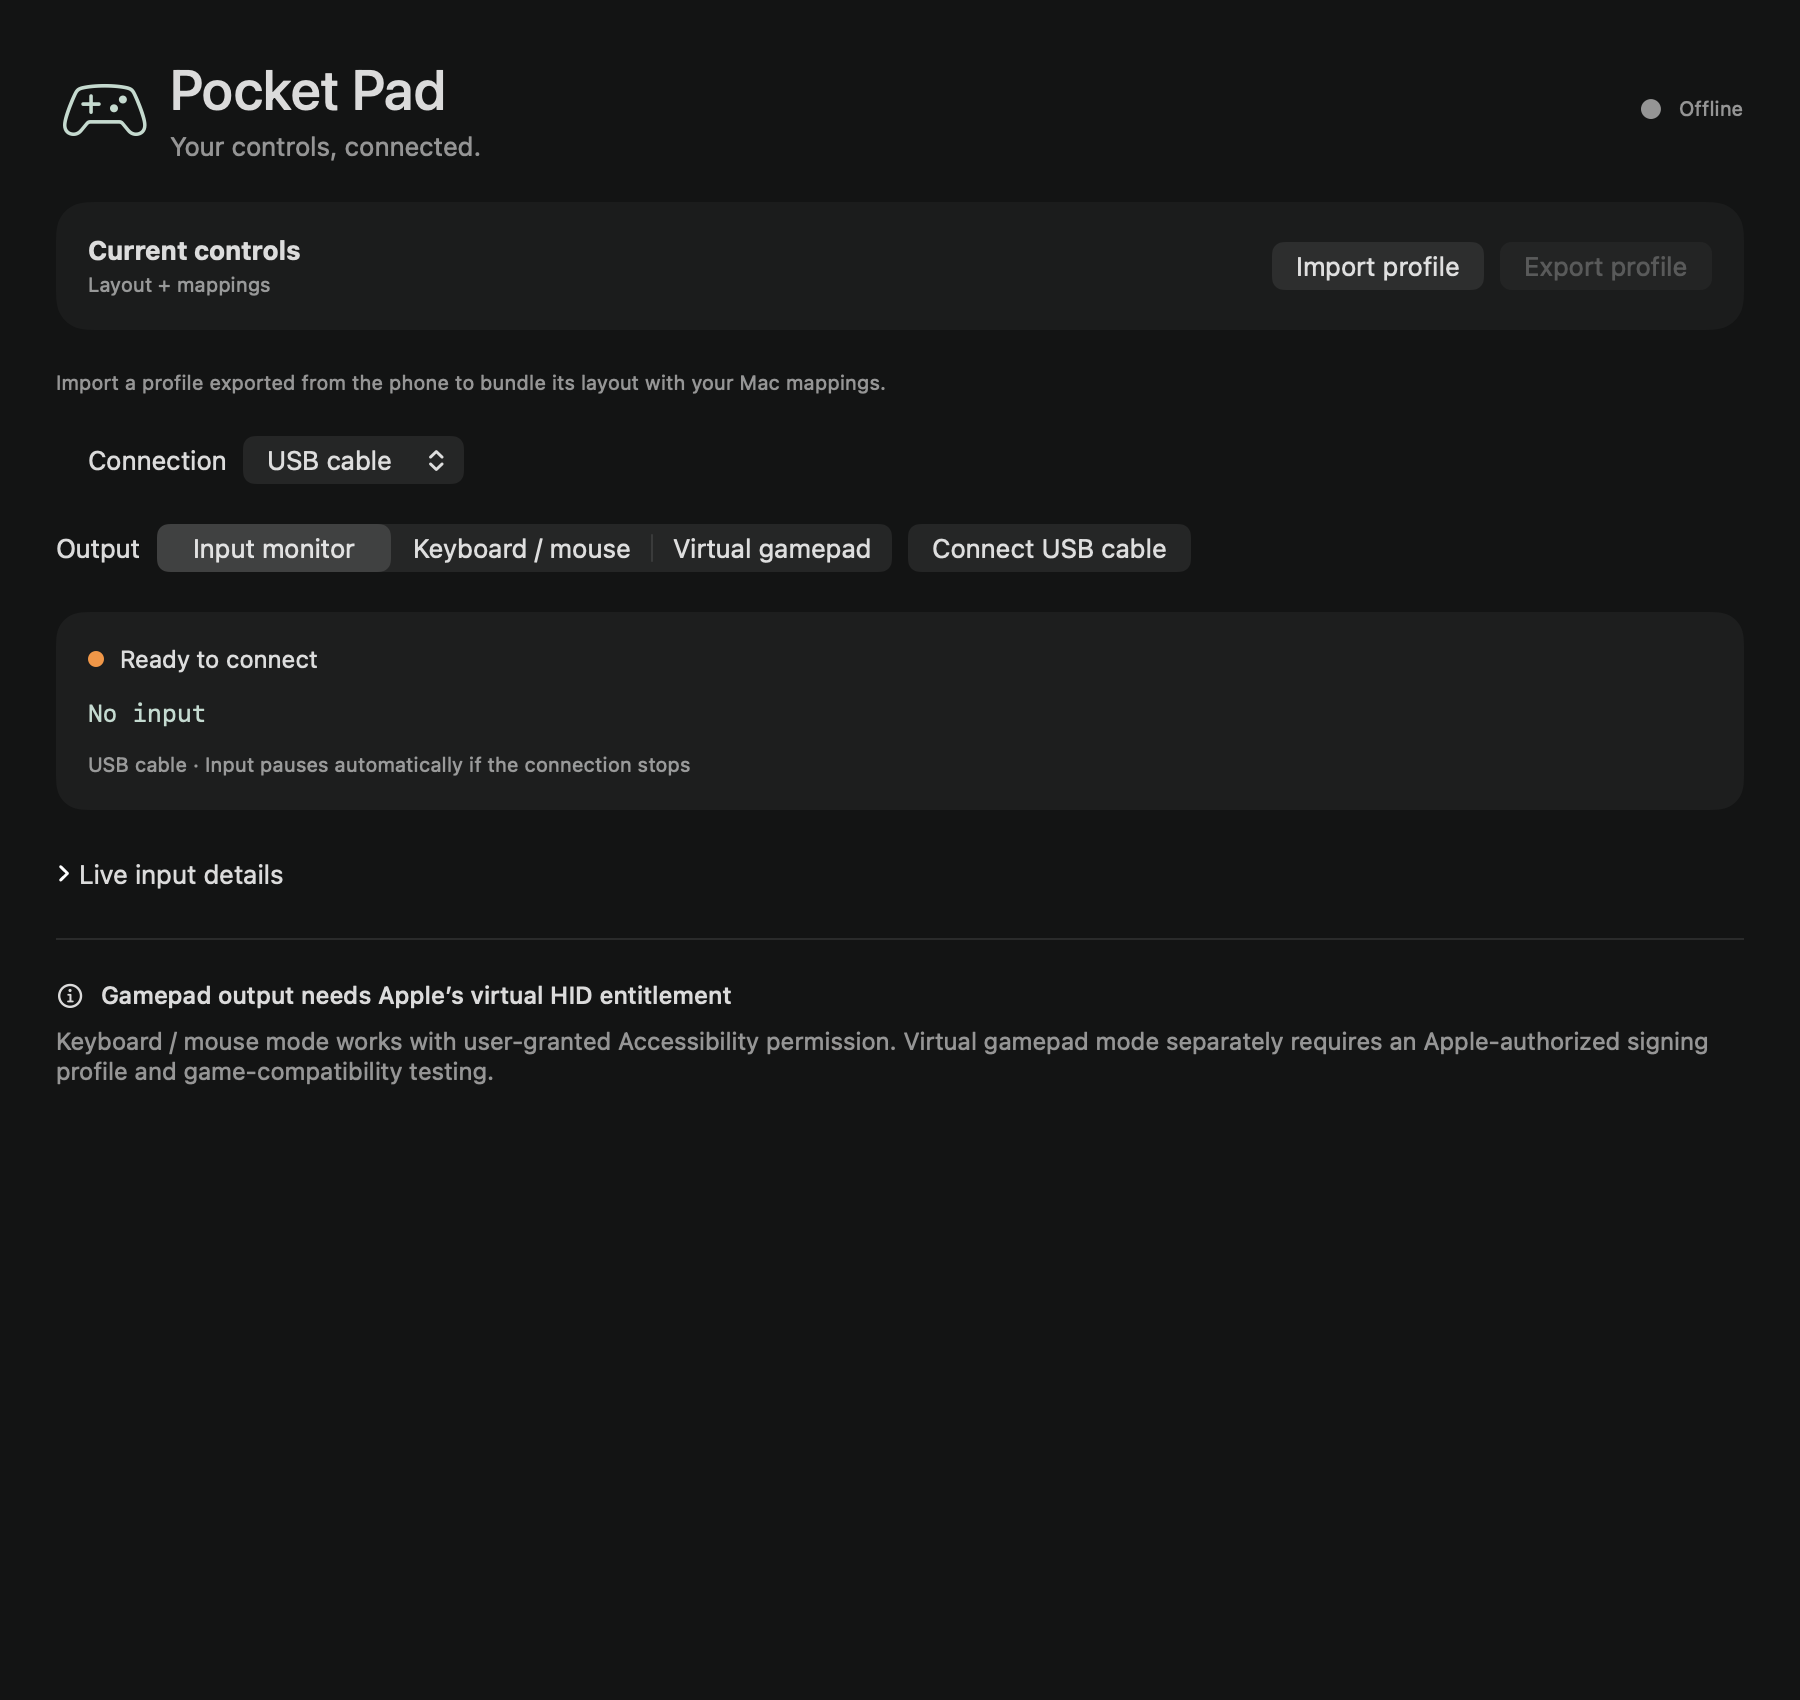 Pocket Pad
Your controls, connected.
Offline
Current controls
Layout + mappings
Import profile
Export profile
Import a profile exported from the phone to bundle its layout with your Mac mappings.
Connection
USB cable
Output
Input monitor
Keyboard / mouse
Virtual gamepad
Connect USB cable
Ready to connect
No input
USB cable · Input pauses automatically if the connection stops
Live input details
Gamepad output needs Apple’s virtual HID entitlement
Keyboard / mouse mode works with user-granted Accessibility permission. Virtual gamepad mode separately requires an Apple-authorized signing
profile and game-compatibility testing.